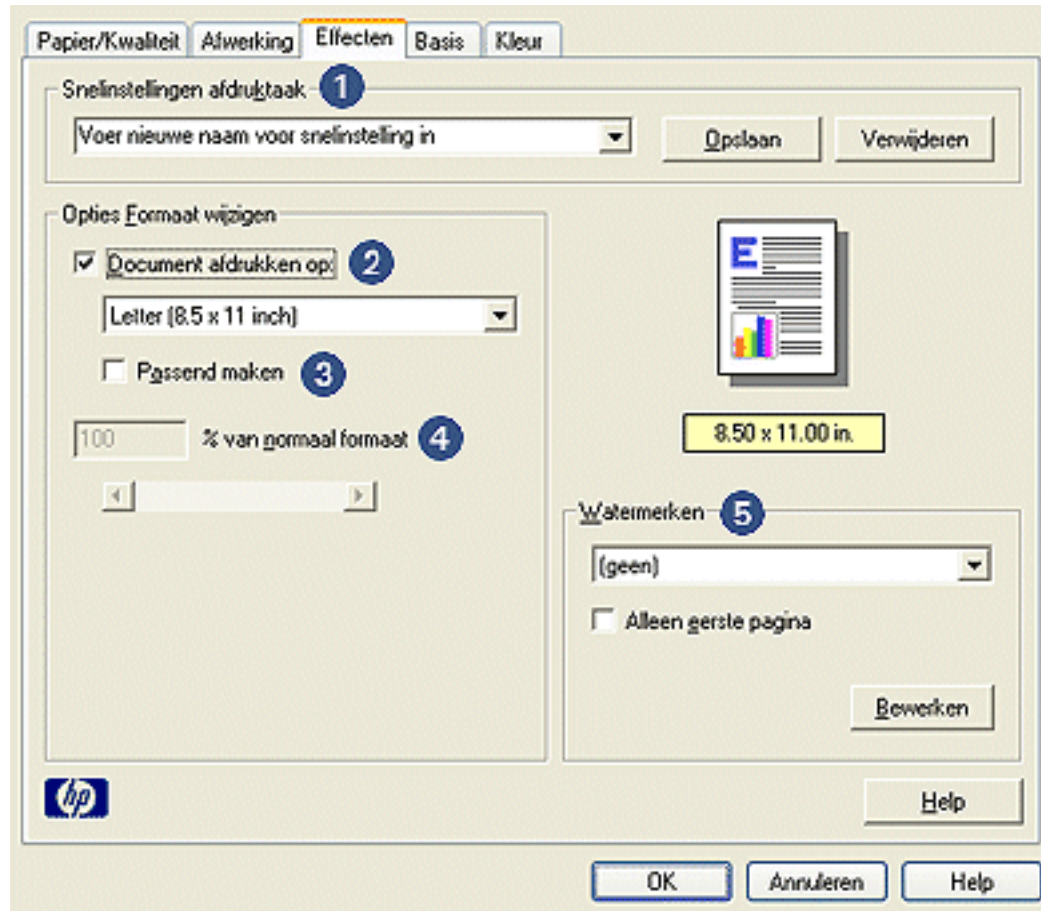 Papier/Kwaliteit Afwerking Effecten Basis Kleur
Snelinstellingen afdruktaak 1
Voer nieuwe naam voor snelinstelling in Opslaan Verwijderen
Opties Formaat wijzigen
Document afdrukken op: 2
Letter (8.5 x 11 inch)
Passend maken 3
100 % van normaal formaat 4
E
8.50 x 11.00 in.
Watermerken 5
(geen)
Alleen eerste pagina
Bewerken
hp Help
OK Annuleren Help